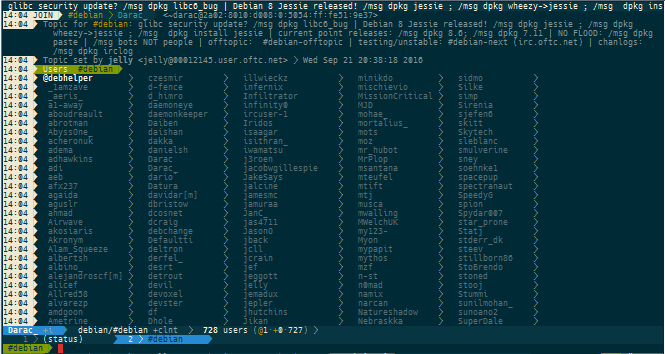 glibc security update? /msg dpkg libc6_bug | Debian 8 Jessie released! /msg dpkg jessie ; /msg dpkg wheezy->jessie ; /msg dpkg ins
14:04 JOIN #debian Darac_ <~darac@2a02:8010:d008:0:5054:ff:fe51:9e37>
14:04 Topic for #debian: glibc security update? /msg dpkg libc6_bug | Debian 8 Jessie released! /msg dpkg jessie ; /msg dpkg
wheezy->jessie ; /msg dpkg install jessie | current point releases: /msg dpkg 8.6; /msg dpkg 7.11 | NO FLOOD: /msg dpkg
paste | /msg bots NOT people | offtopic: #debian-offtopic | testing/unstable: #debian-next (irc.oftc.net) | chanlogs:
/msg dpkg irclog
14:04 Topic set by jelly <jelly@00012145.user.oftc.net> Wed Sep 21 20:38:18 2016
14:04 users #debian
14:04 @debhelper czesmir illwieckz minikdo sidmo
14:04 _1amzave d-fence infernix mischievio Silke
14:04 _aeris_ d_himro Infiltrator MissionCritical simp
14:04 a1-away daemoneye infinity0 MJD Sirenia
14:04 aboudreault daemonkeeper ircuser-1 mohae_ sjefen6
14:04 abrotman Daiben Iridos mortalius_ skitt
14:04 AbyssOne_ daishan isaagar mots Skytech
14:04 acheronuk dakka isithran_ moz sleblanc
14:04 adema danielsh iwamatsu mr_hubot smulverine
14:04 adhawkins Darac j3roen MrPlop sney
14:04 adi Darac_ jacobwgillespie msantana soehnke1
14:04 aeb Dario JakeSays mteufel spacepup
14:04 afx237 Datura jalcine mtift spectranaut
14:04 agaida davidar[m] jamesmc mtj SpeedyG
14:04 aguslr dbristow jamuraa musca spion
14:04 ahmad dcosnet JanC_ mwalling Spydar007
14:04 Airwave dcraig jas4711 MWelchUK star_prone
14:04 akosiaris debchange JasonO my123- Statj
14:04 Akronym Defaultti jback Myon stderr_dk
14:04 Alam_Squeeze deltron jcll mypapit steev
14:04 albertsh derfel_ jcrain mythos stillborn86
14:04 albino_ desrt jef mzf StoBrendo
14:04 alejandroscf[m] detrout jeggott n-st stoned
14:04 alicef devil jelly n0mad stooj
14:04 Allred58 devoxel jemadux namix Stummi
14:04 alvarezp devster jepler narcan sunilmohan_
14:04 amdgoon df jhutchins Natureshadow sunoano2
14:04 Ametrine Dhole Jikan Nebraskka SuperDale
Darac_ +i debian/#debian +clnt 728 users (@1 +0 727)
1 (status) 2 #debian
#debian